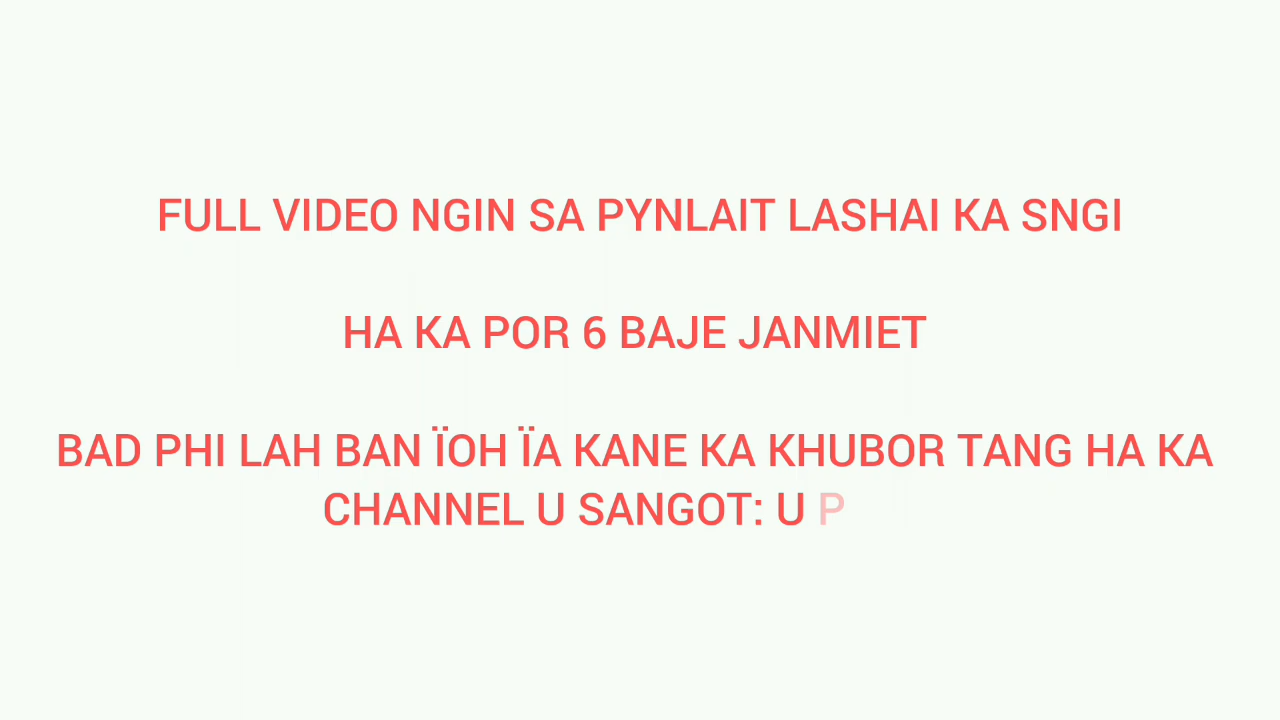 FULL VIDEO NGIN SA PYNLAIT LASHAI KA SNGI
HA KA POR 6 BAJE JANMIET
BAD PHI LAH BAN ÏOH ÏA KANE KA KHUBOR TANG HA KA
CHANNEL U SANGOT: U P